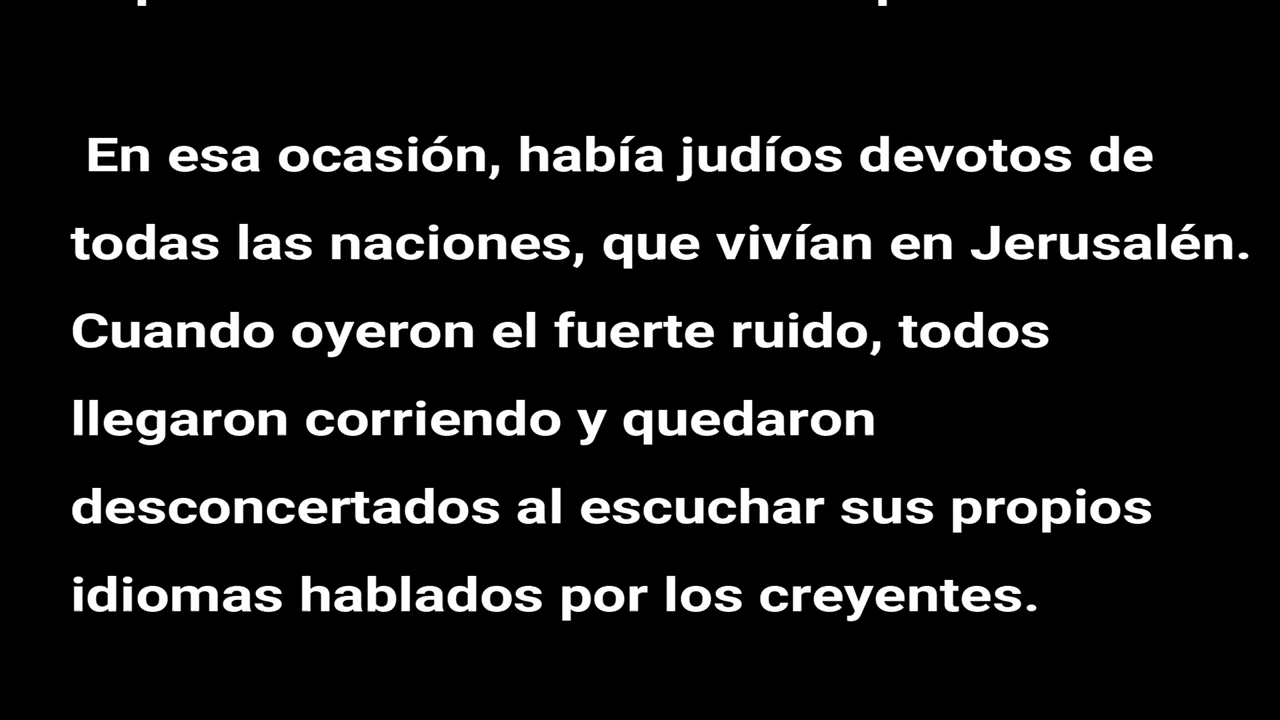 En esa ocasión, había judíos devotos de
todas las naciones, que vivían en Jerusalén.
Cuando oyeron el fuerte ruido, todos
llegaron corriendo y quedaron
desconcertados al escuchar sus propios
idiomas hablados por los creyentes.